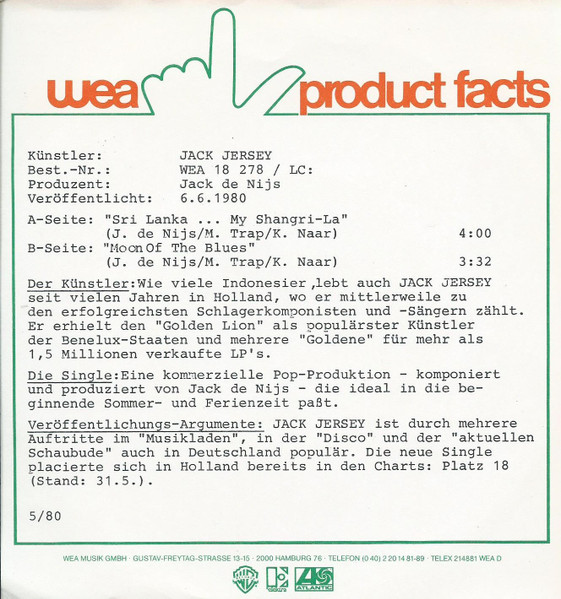 wea product facts
Künstler: JACK JERSEY
Best.-Nr.: WEA 18 278 / LC:
Produzent: Jack de Nijs
Veröffentlicht: 6.6.1980
A-Seite: "Sri Lanka ... My Shangri-La"
(J. de Nijs/M. Trap/K. Naar) 4:00
B-Seite: "Moon Of The Blues"
(J. de Nijs/M. Trap/K. Naar) 3:32
Der Künstler:Wie viele Indonesier,lebt auch JACK JERSEY
seit vielen Jahren in Holland, wo er mittlerweile zu
den erfolgreichsten Schlagerkomponisten und -Sängern zählt.
Er erhielt den "Golden Lion" als populärster Künstler
der Benelux-Staaten und mehrere "Goldene" für mehr als
1,5 Millionen verkaufte LP's.
Die Single:Eine kommerzielle Pop-Produktion - komponiert
und produziert von Jack de Nijs - die ideal in die be-
ginnende Sommer- und Ferienzeit paßt.
Veröffentlichungs-Argumente: JACK JERSEY ist durch mehrere
Auftritte im "Musikladen", in der "Disco" und der "aktuellen
Schaubude" auch in Deutschland populär. Die neue Single
placierte sich in Holland bereits in den Charts: Platz 18
(Stand: 31.5.).
5/80
WEA MUSIK GMBH · GUSTAV-FREYTAG-STRASSE 13-15 · 2000 HAMBURG 76 · TELEFON (0 40) 2 20 14 81-89 · TELEX 214881 WEA D
ATLANTIC